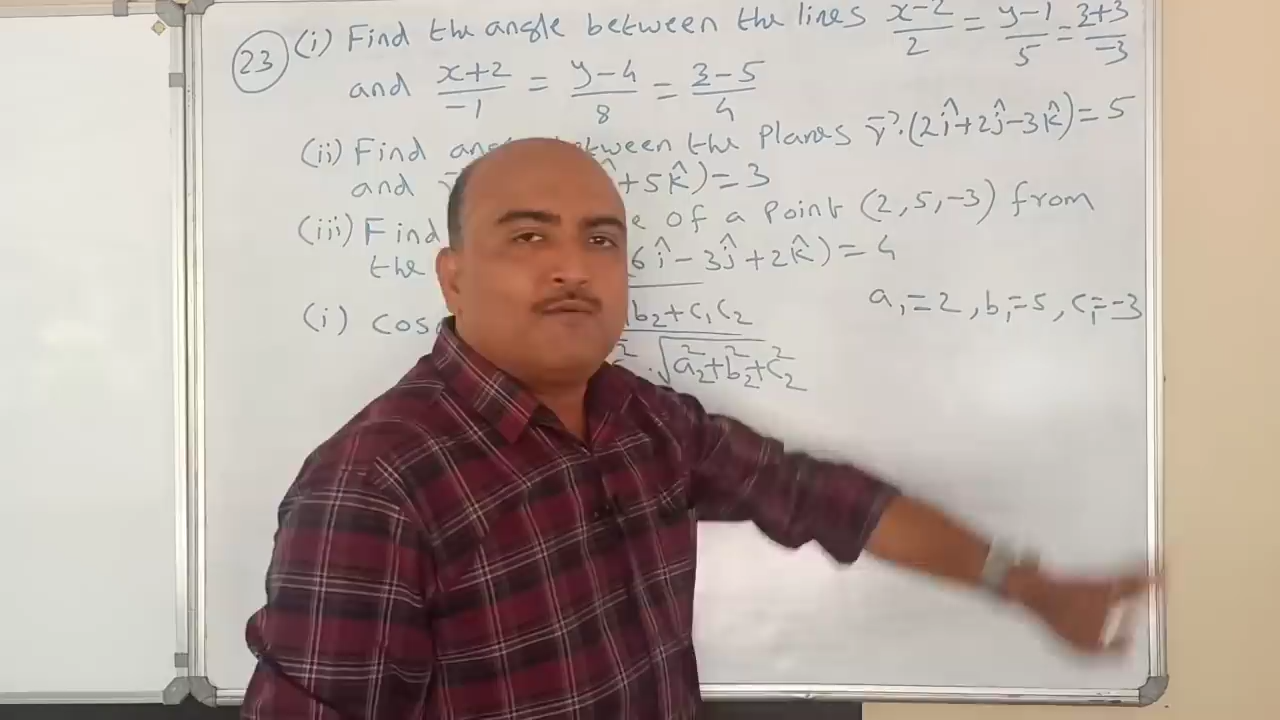 23 (i) Find the angle between the lines (x-2)/2 = (y-1)/5 = (3+3)/-3
and (x+2)/-1 = (y-4)/8 = (3-5)/4
(ii) Find between the Planes r⃗.(2î+2ĵ-3k̂)=5
and +5k̂)=3
(iii) Find of a Point (2,5,-3) from
the 6î-3ĵ+2k̂)=4
a₁=2, b₁=5, c₁=-3
(i) cos b₂+c₁c₂
√a₂²+b₂²+c₂²